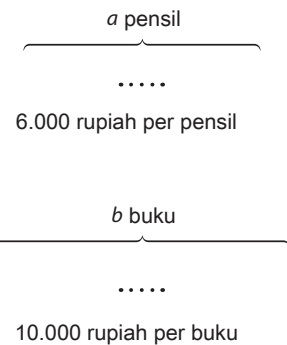 a pensil
.....
6.000 rupiah per pensil
b buku
.....
10.000 rupiah per buku